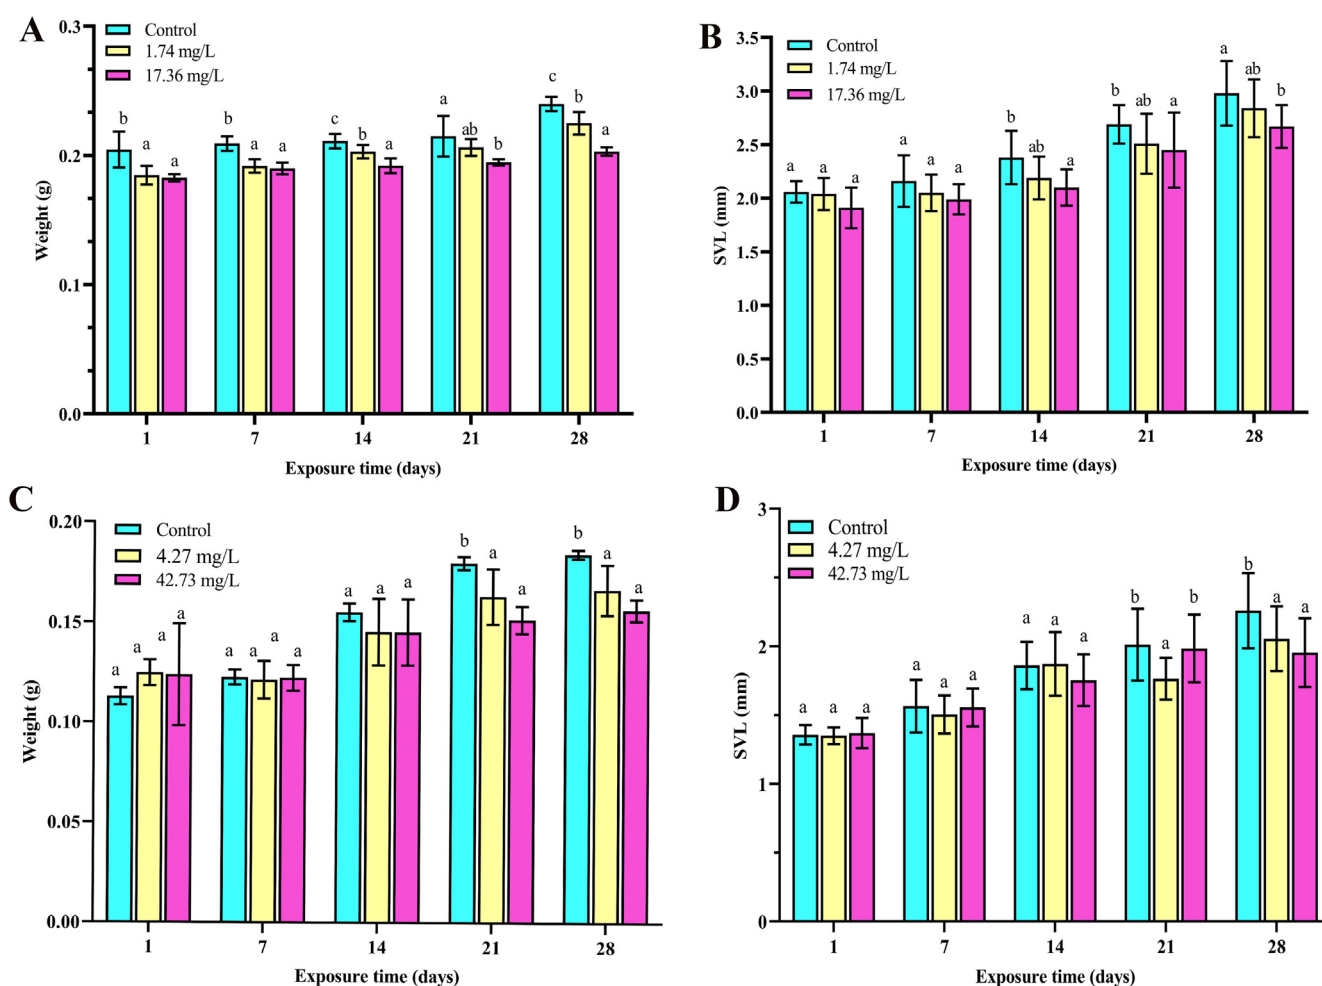 A
Control
1.74 mg/L
17.36 mg/L
0.3
0.2
0.1
0.0
Weight (g)
b a a
b a a
c b a
a ab b
c b a
1 7 14 21 28
Exposure time (days)
B
Control
1.74 mg/L
17.36 mg/L
3.5
3.0
2.5
2.0
1.5
1.0
0.5
0.0
SVL (mm)
a a a
a a a
b ab a
b ab a
a ab b
1 7 14 21 28
Exposure time (days)
C
Control
4.27 mg/L
42.73 mg/L
0.20
0.15
0.10
0.05
0.00
Weight (g)
a a a
a a a
a a a
b a a
b a a
1 7 14 21 28
Exposure time (days)
D
Control
4.27 mg/L
42.73 mg/L
3
2
1
0
SVL (mm)
a a a
a a a
a a a
b a b
b a a
1 7 14 21 28
Exposure time (days)